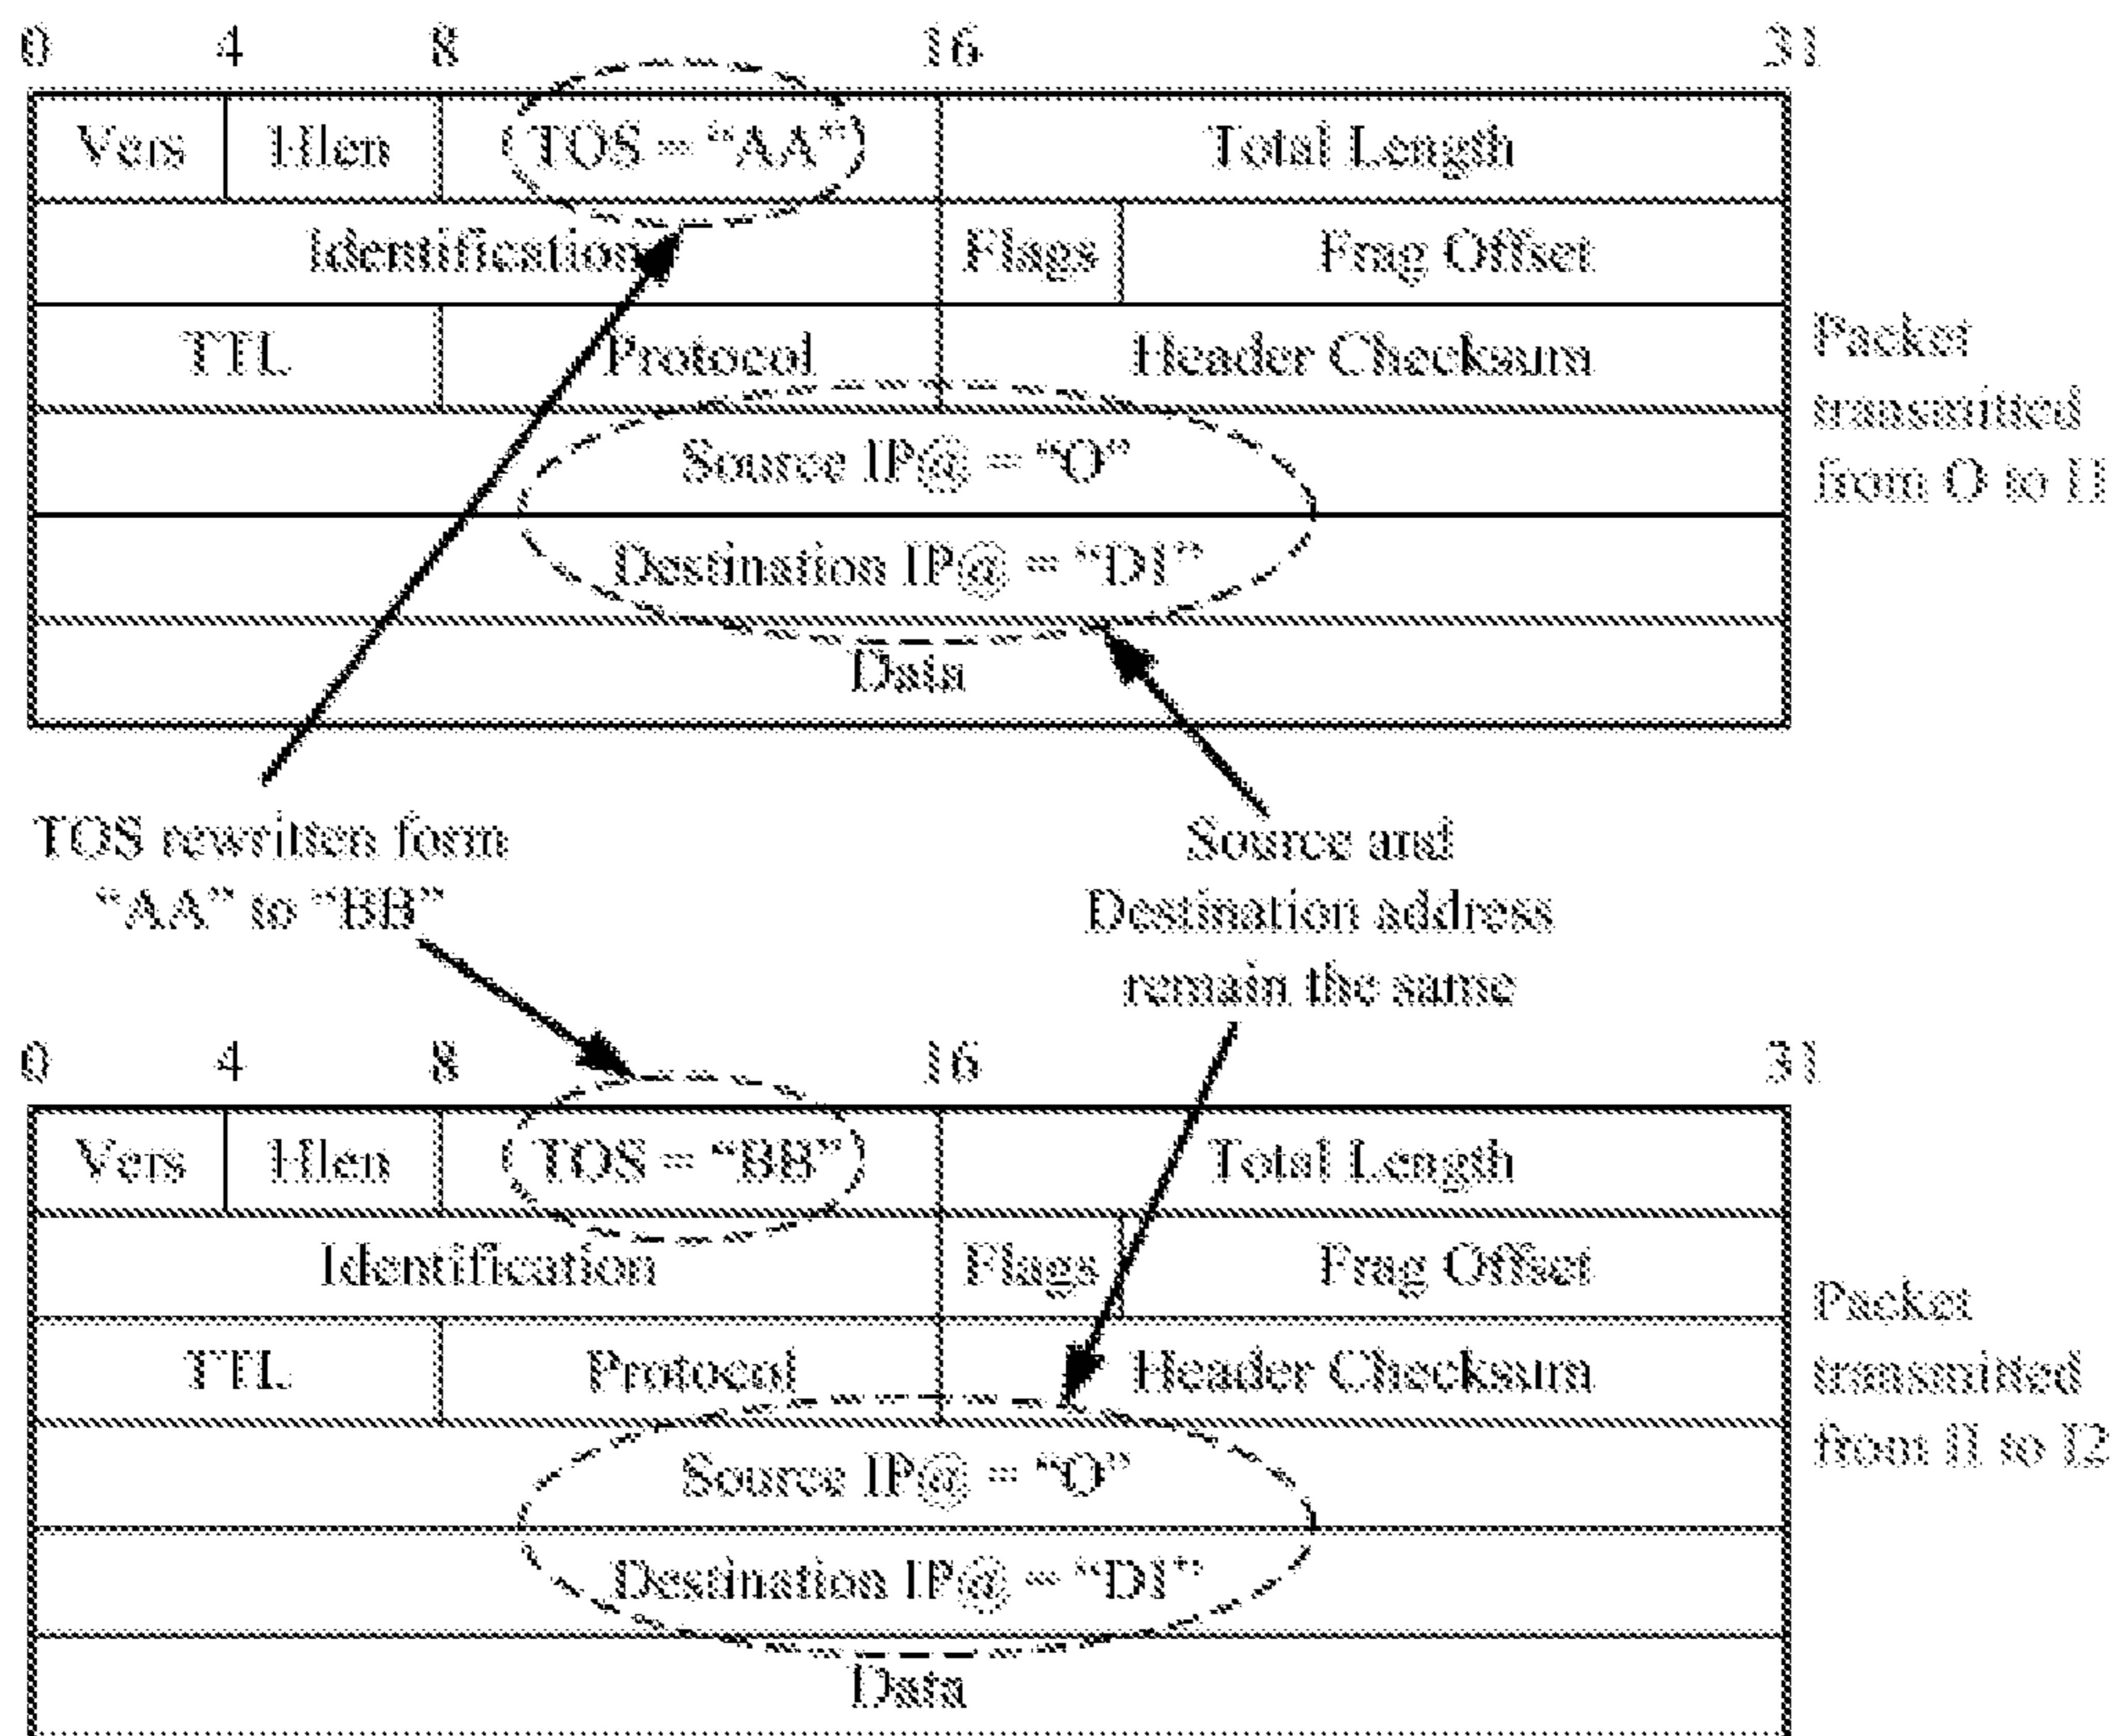 0 4 8 16 31
Vers Hlen TOS = “AA” Total Length
Identification Flags Frag Offset
TTL Protocol Header Checksum
Source IP@ = “O”
Destination IP@ = “D1”
Data
Packet
transmitted
from O to I1
TOS rewritten form
“AA” to “BB”
Source and
Destination address
remain the same
0 4 8 16 31
Vers Hlen TOS = “BB” Total Length
Identification Flags Frag Offset
TTL Protocol Header Checksum
Source IP@ = “O”
Destination IP@ = “D1”
Data
Packet
transmitted
from I1 to I2